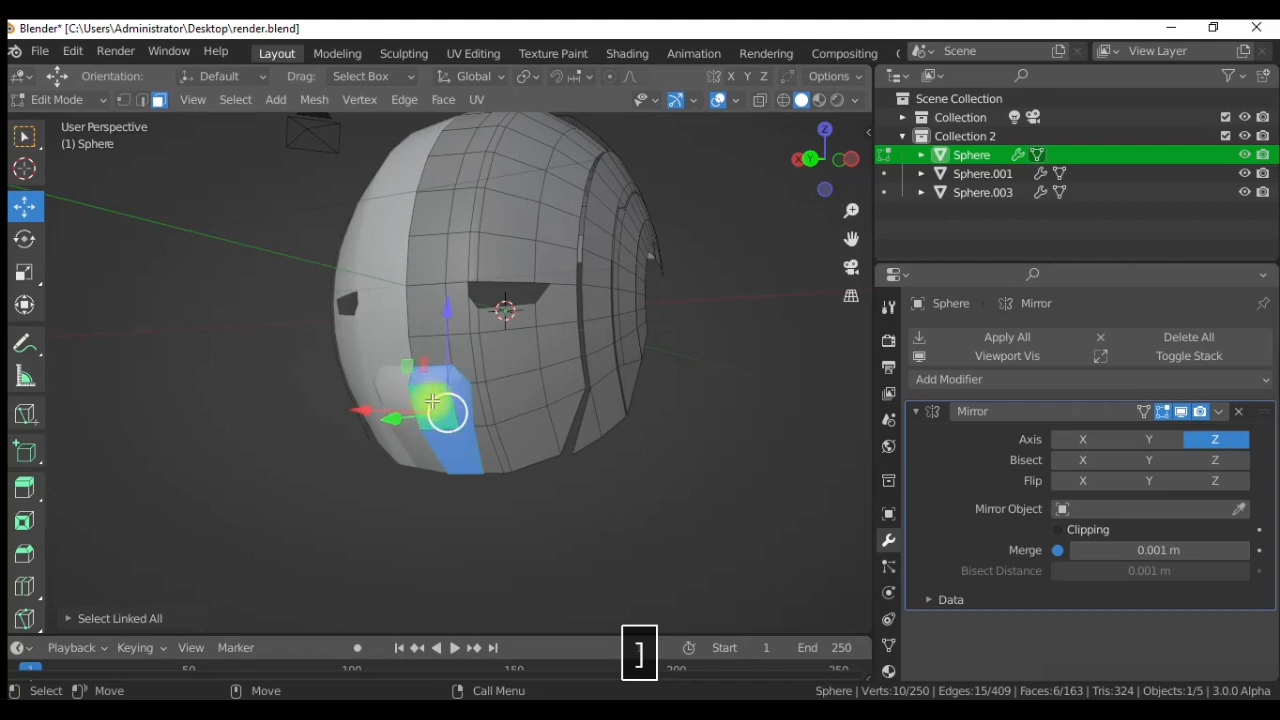 Blender* [C:\Users\Administrator\Desktop\render.blend]
File Edit Render Window Help Layout Modeling Sculpting UV Editing Texture Paint Shading Animation Rendering Compositing Scene View Layer
Orientation: Default Drag: Select Box Global X Y Z Options
Edit Mode View Select Add Mesh Vertex Edge Face UV
User Perspective
(1) Sphere
Z
X Y
Scene Collection
Collection
Collection 2
Sphere
Sphere.001
Sphere.003
Sphere Mirror
Apply All Delete All
Viewport Vis Toggle Stack
Add Modifier
Mirror
Axis X Y Z
Bisect X Y Z
Flip X Y Z
Mirror Object
Clipping
Merge 0.001 m
Bisect Distance 0.001 m
Data
Select Linked All
]
Playback Keying View Marker Start 1 End 250
1 50 100 150 200 250
Select Move Move Call Menu Sphere | Verts:10/250 | Edges:15/409 | Faces:6/163 | Tris:324 | Objects:1/5 | 3.0.0 Alpha